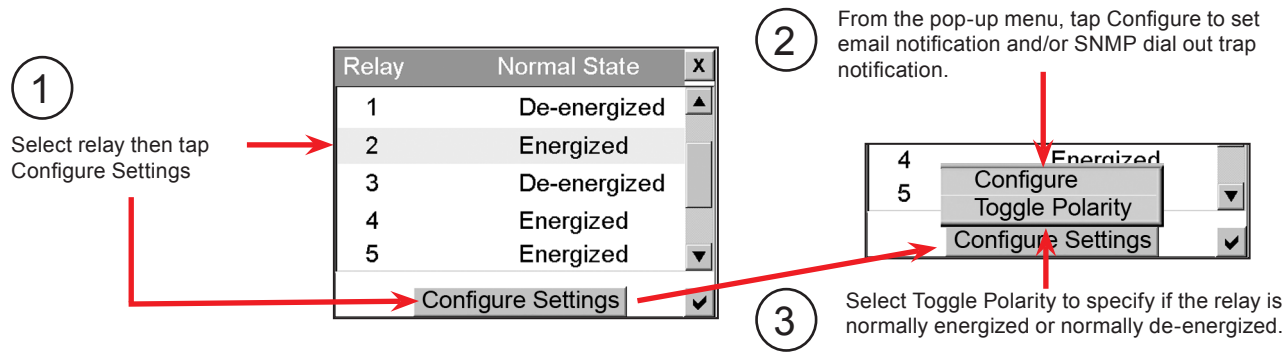 1
Select relay then tap
Configure Settings
Relay Normal State X
1 De-energized
2 Energized
3 De-energized
4 Energized
5 Energized
Configure Settings
2
From the pop-up menu, tap Configure to set
email notification and/or SNMP dial out trap
notification.
4 Energized
5
Configure
Toggle Polarity
Configure Settings
3
Select Toggle Polarity to specify if the relay is
normally energized or normally de-energized.